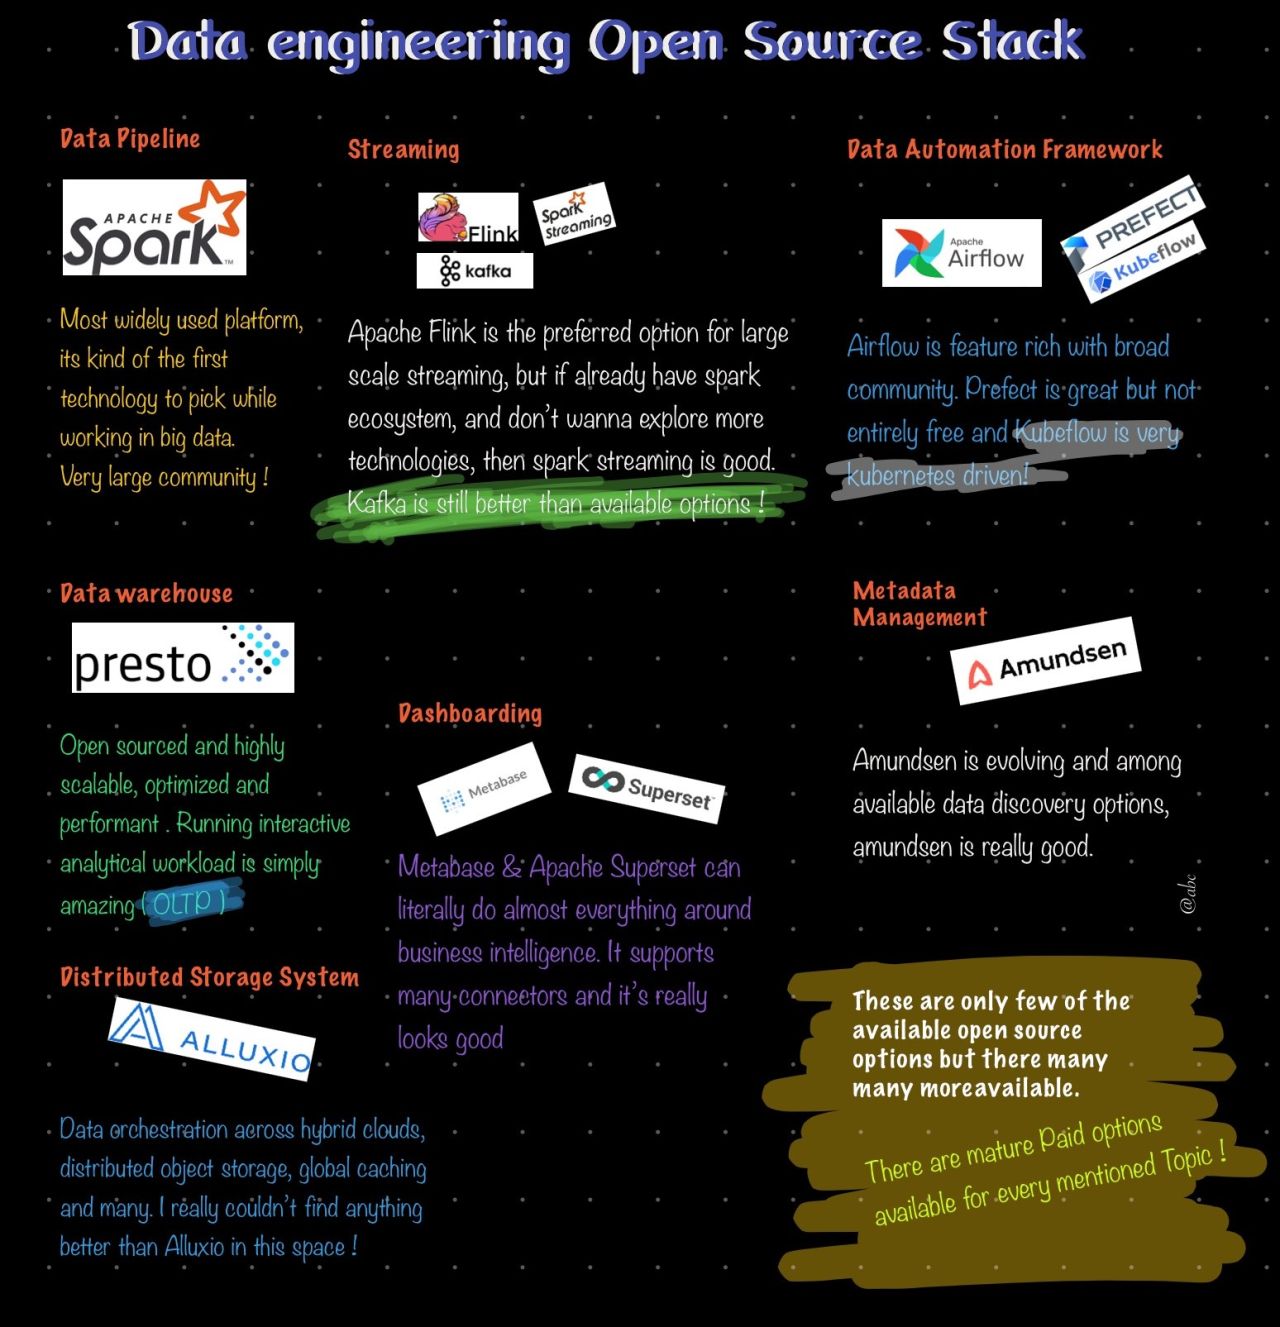 Data engineering Open Source Stack
Data Pipeline
APACHE
Spark™
Most widely used platform,
its kind of the first
technology to pick while
working in big data.
Very large community !
Streaming
Flink
Spark
Streaming
kafka
Apache Flink is the preferred option for large
scale streaming, but if already have spark
ecosystem, and don't wanna explore more
technologies, then spark streaming is good.
Kafka is still better than available options !
Data Automation Framework
Apache
Airflow
PREFECT
Kubeflow
Airflow is feature rich with broad
community. Prefect is great but not
entirely free and Kubeflow is very
kubernetes driven!
Data warehouse
presto
Open sourced and highly
scalable, optimized and
performant . Running interactive
analytical workload is simply
amazing ( OLTP )
Dashboarding
Metabase
Superset™
Metabase & Apache Superset can
literally do almost everything around
business intelligence. It supports
many connectors and it's really
looks good
Metadata
Management
Amundsen
Amundsen is evolving and among
available data discovery options,
amundsen is really good.
@abc
Distributed Storage System
ALLUXIO
Data orchestration across hybrid clouds,
distributed object storage, global caching
and many. I really couldn't find anything
better than Alluxio in this space !
These are only few of the
available open source
options but there many
many moreavailable.
There are mature Paid options
available for every mentioned Topic !